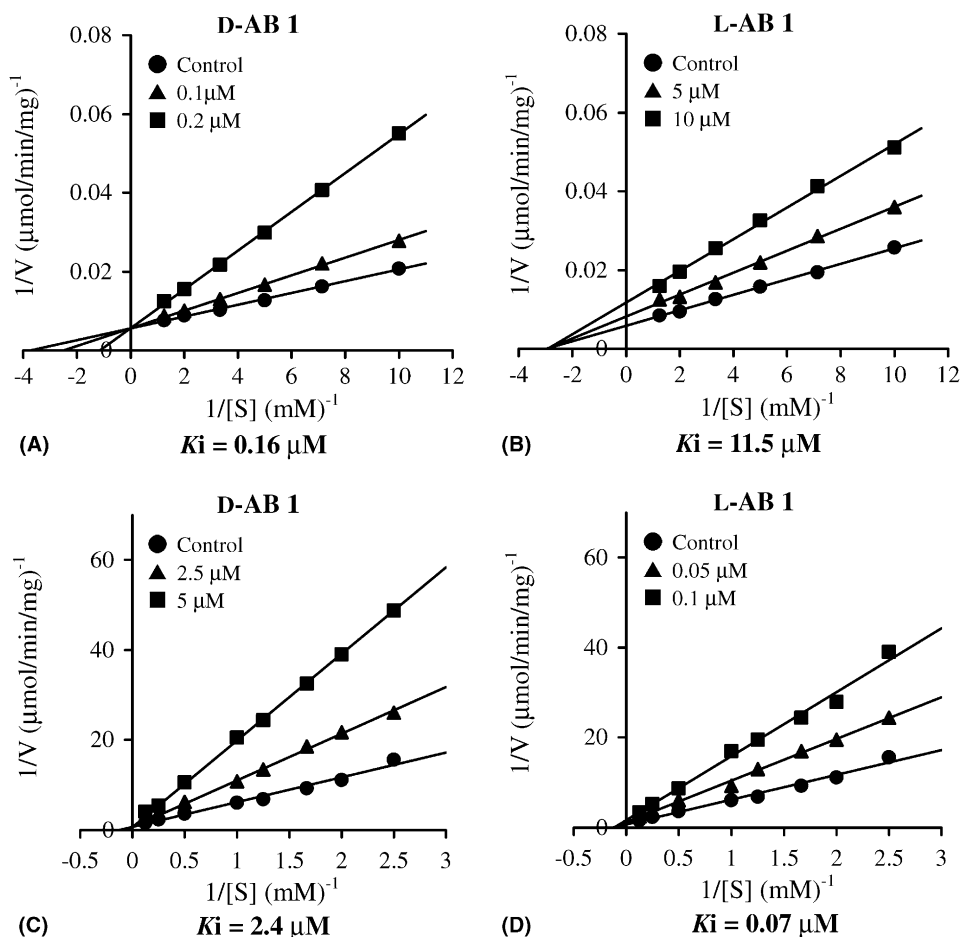 D-AB 1
Control
0.1µM
0.2 µM
0.08
0.06
0.04
0.02
0
-4 -2 0 2 4 6 8 10 12
1/V (µmol/min/mg)-1
1/[S] (mM)-1
(A) Ki = 0.16 µM
L-AB 1
Control
5 µM
10 µM
0.08
0.06
0.04
0.02
0
-4 -2 0 2 4 6 8 10 12
1/V (µmol/min/mg)-1
1/[S] (mM)-1
(B) Ki = 11.5 µM
D-AB 1
Control
2.5 µM
5 µM
60
40
20
0
-0.5 0 0.5 1 1.5 2 2.5 3
1/V (µmol/min/mg)-1
1/[S] (mM)-1
(C) Ki = 2.4 µM
L-AB 1
Control
0.05 µM
0.1 µM
60
40
20
0
-0.5 0 0.5 1 1.5 2 2.5 3
1/V (µmol/min/mg)-1
1/[S] (mM)-1
(D) Ki = 0.07 µM